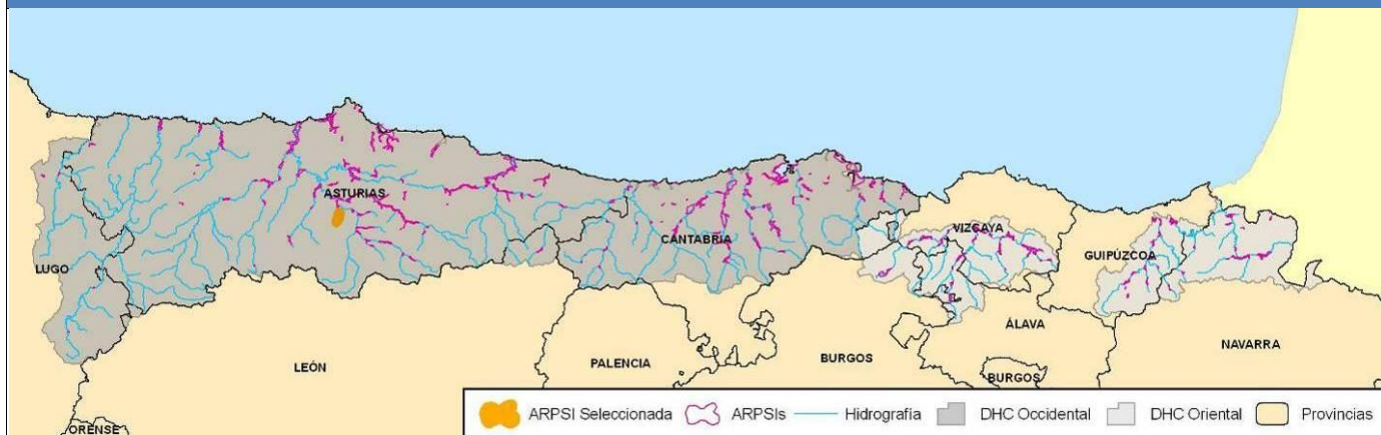 ASTURIAS
VIZCAYA
CANTABRIA
GUIPÚZCOA
LUGO
ÁLAVA
NAVARRA
LEÓN
PALENCIA
BURGOS
BURGOS
ORENSE
ARPSI Seleccionada ARPSIs Hidrografía DHC Occidental DHC Oriental Provincias